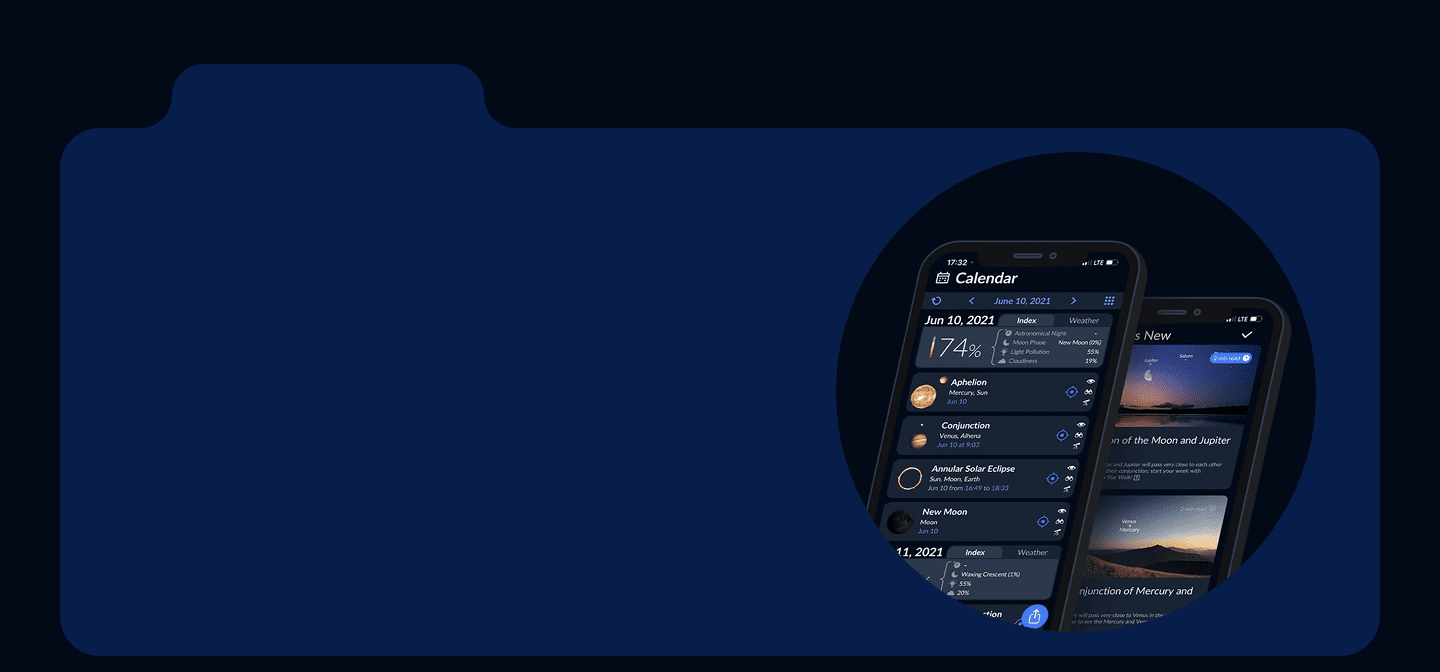 17:32
LTE
Calendar
June 10, 2021
Jun 10, 2021
Index
Weather
74%
Astronomical Night -
Moon Phase New Moon (0%)
Light Pollution 55%
Cloudiness 19%
Aphelion
Mercury, Sun
Jun 10
Conjunction
Venus, Alhena
Jun 10 at 9:03
Annular Solar Eclipse
Sun, Moon, Earth
Jun 10 from 16:49 to 18:33
New Moon
Moon
Jun 10
11, 2021
Index
Weather
-
Waxing Crescent (1%)
55%
20%
ction
LTE
s New
Jupiter
Saturn
2 min read
on of the Moon and Jupiter
on and Jupiter will pass very close to each other
their conjunction; start your week with
Star Walk!
2 min read
Venus
Mercury
njunction of Mercury and
ry will pass very close to Venus in the
w to see the Mercury and